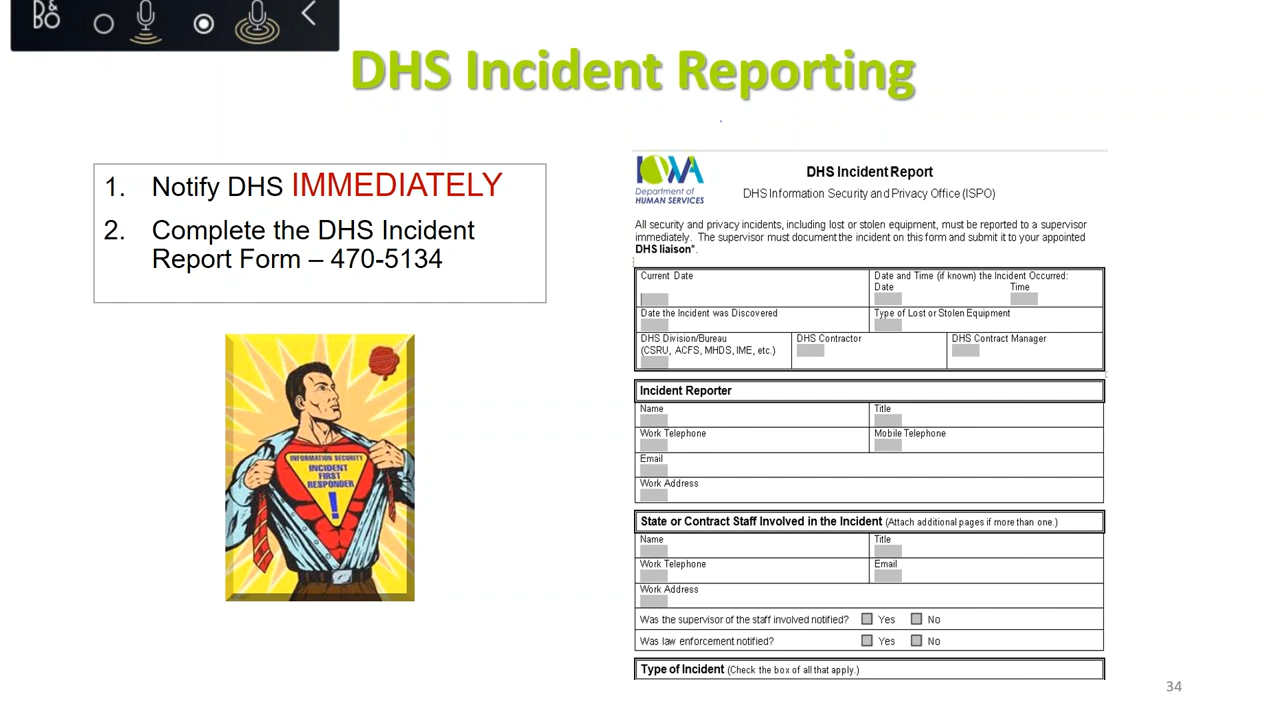 B&O
DHS Incident Reporting
1. Notify DHS IMMEDIATELY
2. Complete the DHS Incident
Report Form – 470-5134
INFORMATION SECURITY
INCIDENT
FIRST
RESPONDER
!
IOWA
Department of
HUMAN SERVICES
DHS Incident Report
DHS Information Security and Privacy Office (ISPO)
All security and privacy incidents, including lost or stolen equipment, must be reported to a supervisor
immediately. The supervisor must document the incident on this form and submit it to your appointed
DHS liaison*.
Current Date
Date and Time (if known) the Incident Occurred:
Date Time
Date the Incident was Discovered
Type of Lost or Stolen Equipment
DHS Division/Bureau
(CSRU, ACFS, MHDS, IME, etc.)
DHS Contractor
DHS Contract Manager
Incident Reporter
Name
Title
Work Telephone
Mobile Telephone
Email
Work Address
State or Contract Staff Involved in the Incident (Attach additional pages if more than one.)
Name
Title
Work Telephone
Email
Work Address
Was the supervisor of the staff involved notified? Yes No
Was law enforcement notified? Yes No
Type of Incident (Check the box of all that apply.)
34